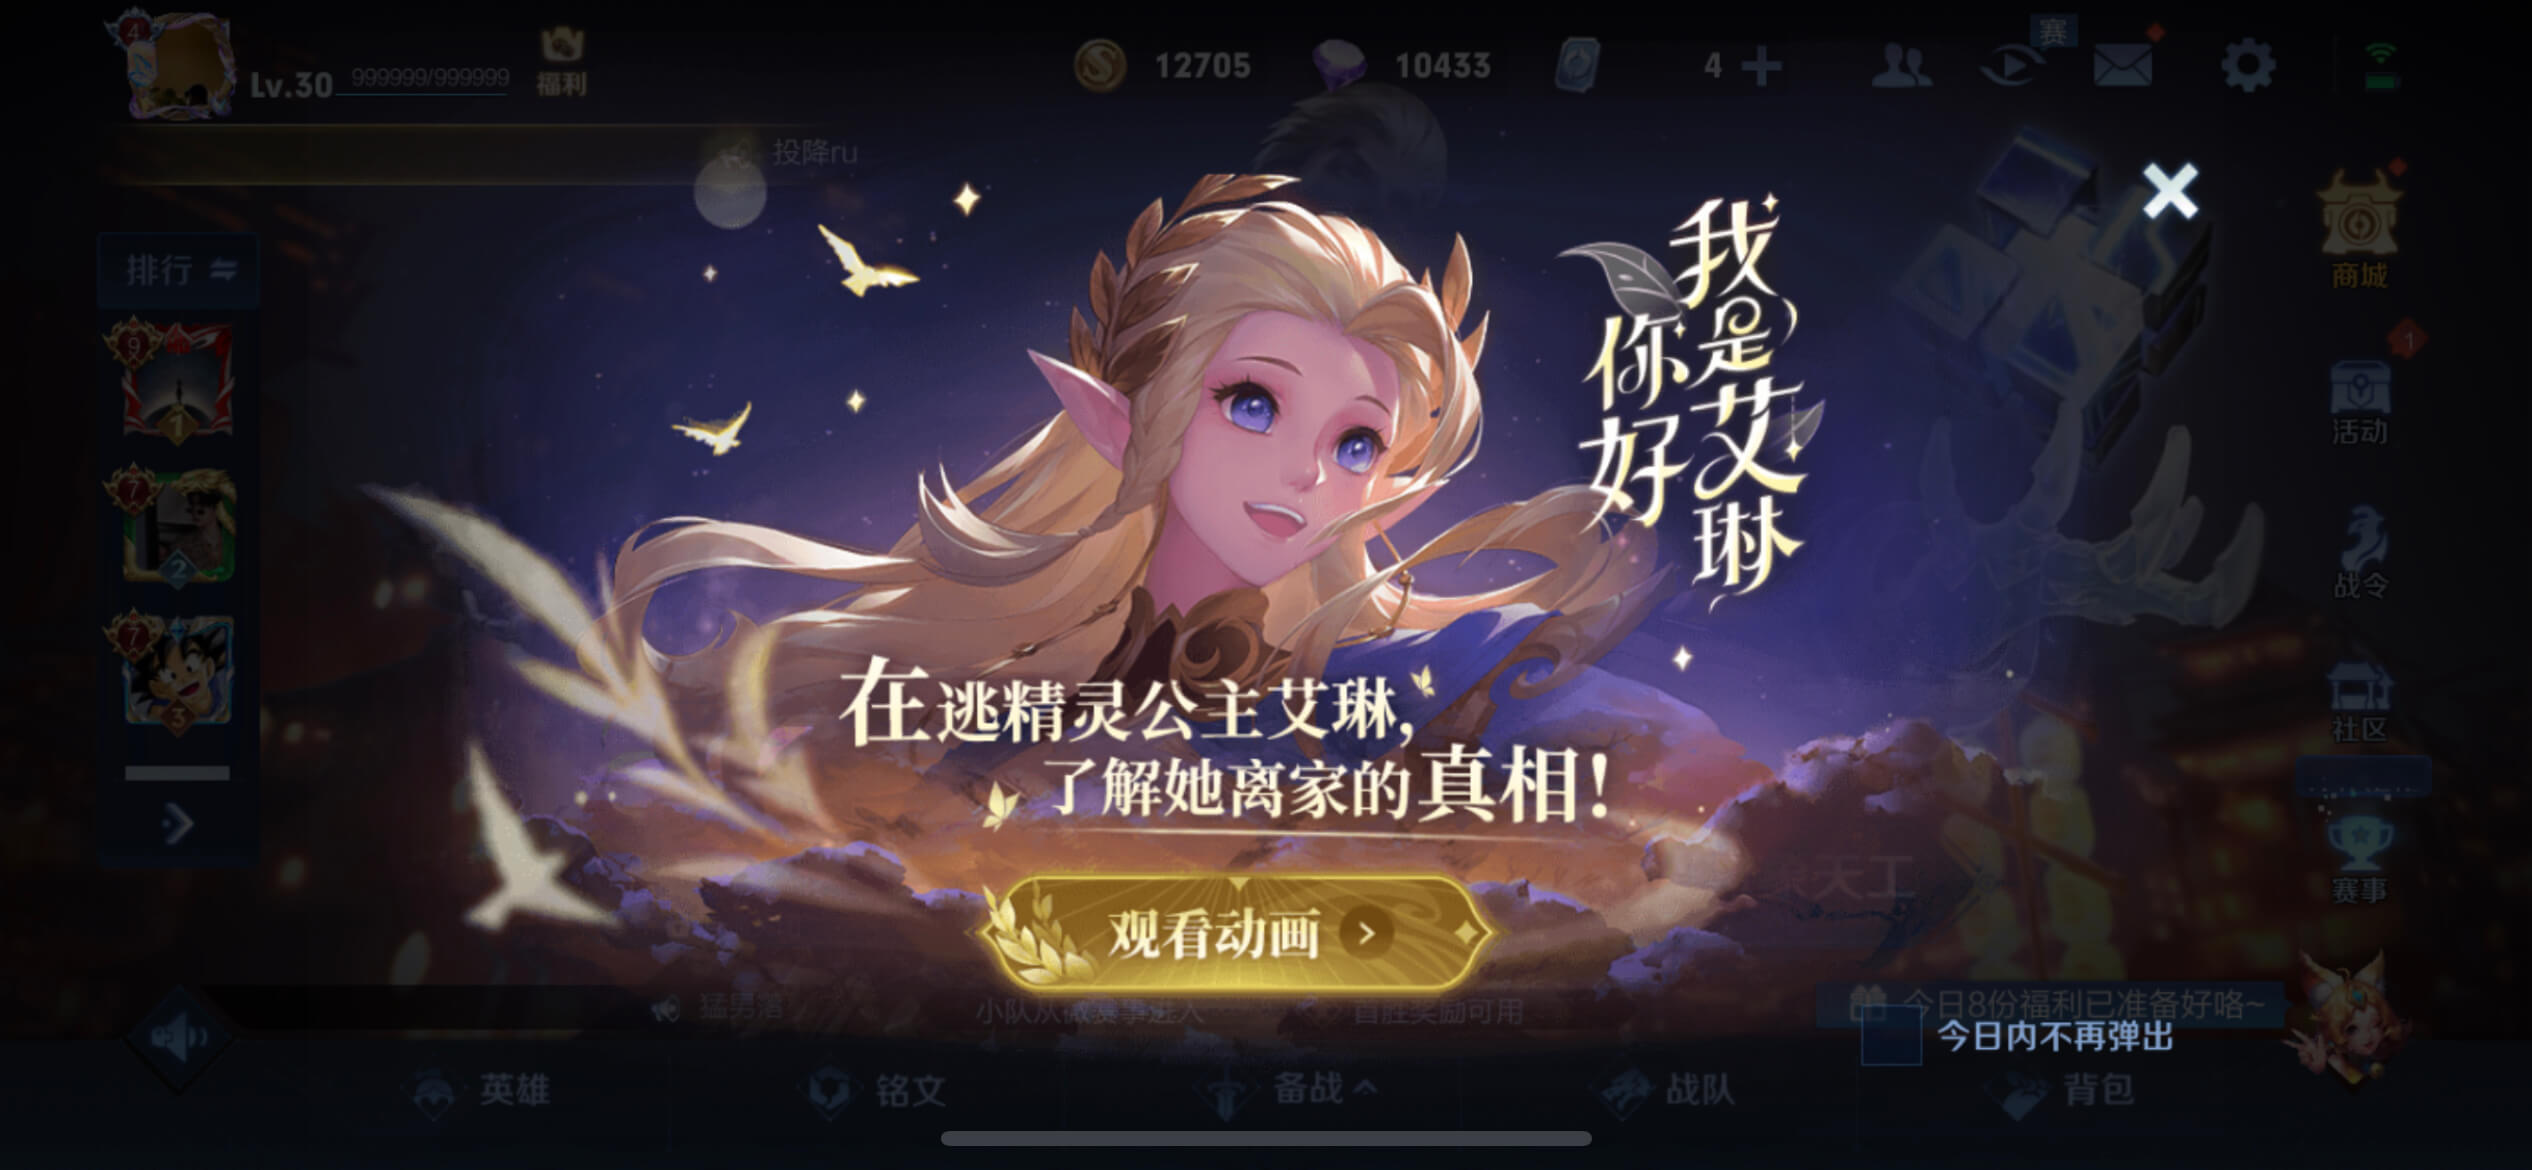 4
Lv.30
999999/999999
福利
12705
10433
4
赛
投降ru
排行
9
1
7
2
7
3
你好
我是艾琳
在逃精灵公主艾琳,
了解她离家的真相!
观看动画
商城
1
活动
战令
社区
赛事
天工
猛男落
小队从微赛事进入
首胜奖励可用
今日8份福利已准备好咯~
今日内不再弹出
英雄
铭文
备战
战队
背包